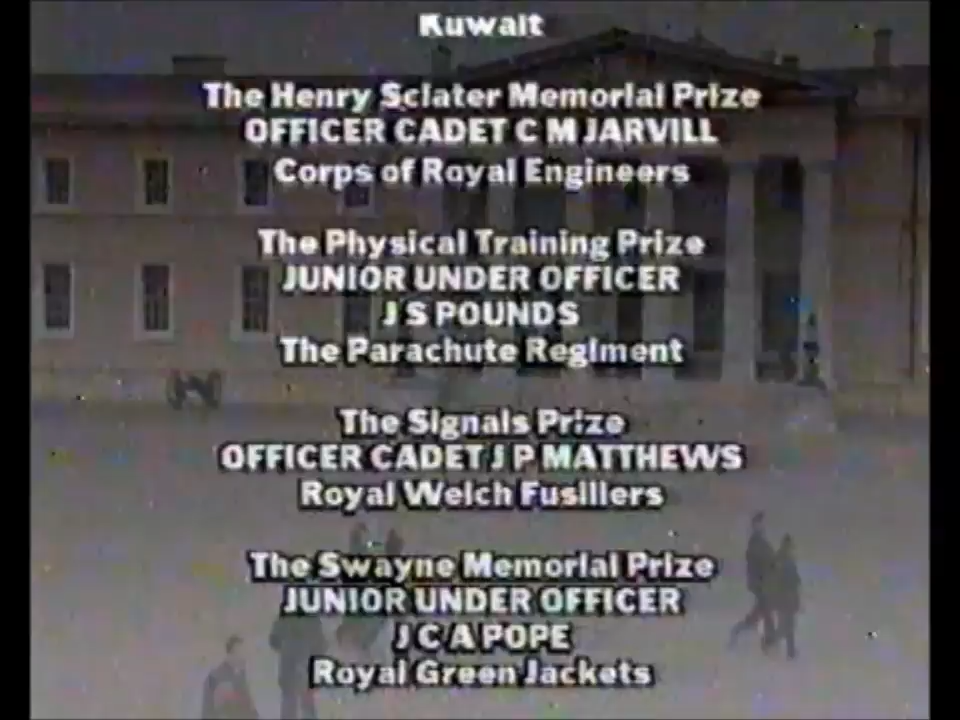 Kuwait
The Henry Sclater Memorial Prize
OFFICER CADET C M JARVILL
Corps of Royal Engineers
The Physical Training Prize
JUNIOR UNDER OFFICER
J S POUNDS
The Parachute Regiment
The Signals Prize
OFFICER CADET J P MATTHEWS
Royal Welch Fusiliers
The Swayne Memorial Prize
JUNIOR UNDER OFFICER
J C A POPE
Royal Green Jackets